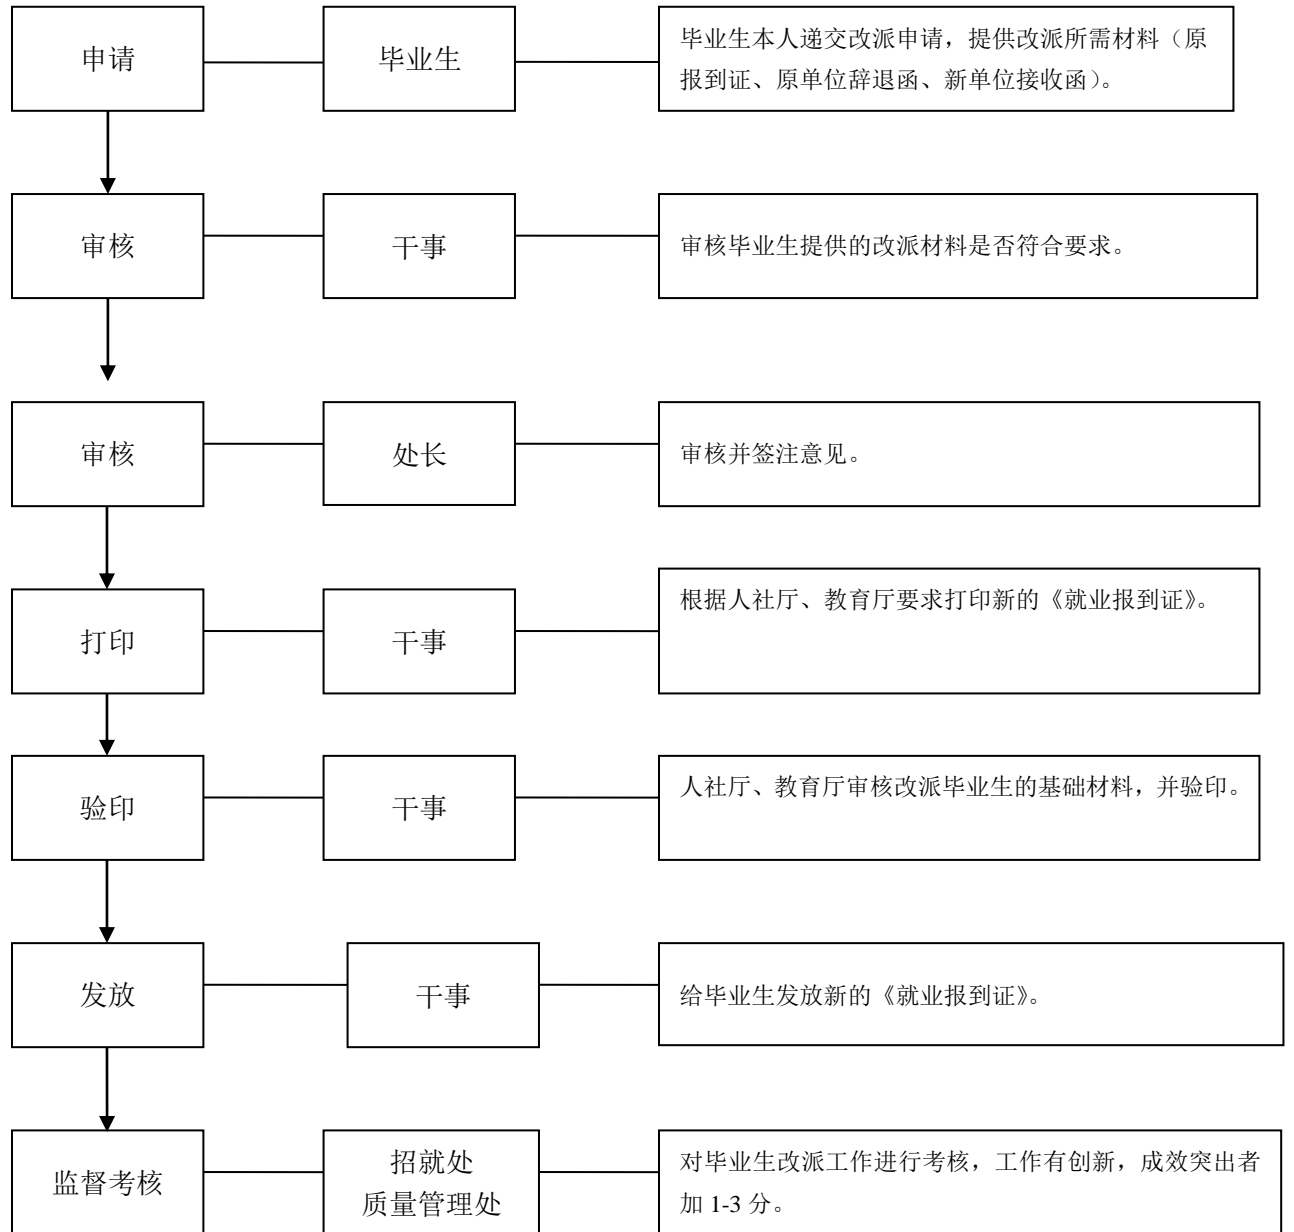 申请
毕业生
毕业生本人递交改派申请，提供改派所需材料（原
报到证、原单位辞退函、新单位接收函）。
审核
干事
审核毕业生提供的改派材料是否符合要求。
审核
处长
审核并签注意见。
打印
干事
根据人社厅、教育厅要求打印新的《就业报到证》。
验印
干事
人社厅、教育厅审核改派毕业生的基础材料，并验印。
发放
干事
给毕业生发放新的《就业报到证》。
监督考核
招就处
质量管理处
对毕业生改派工作进行考核，工作有创新，成效突出者
加 1-3 分。